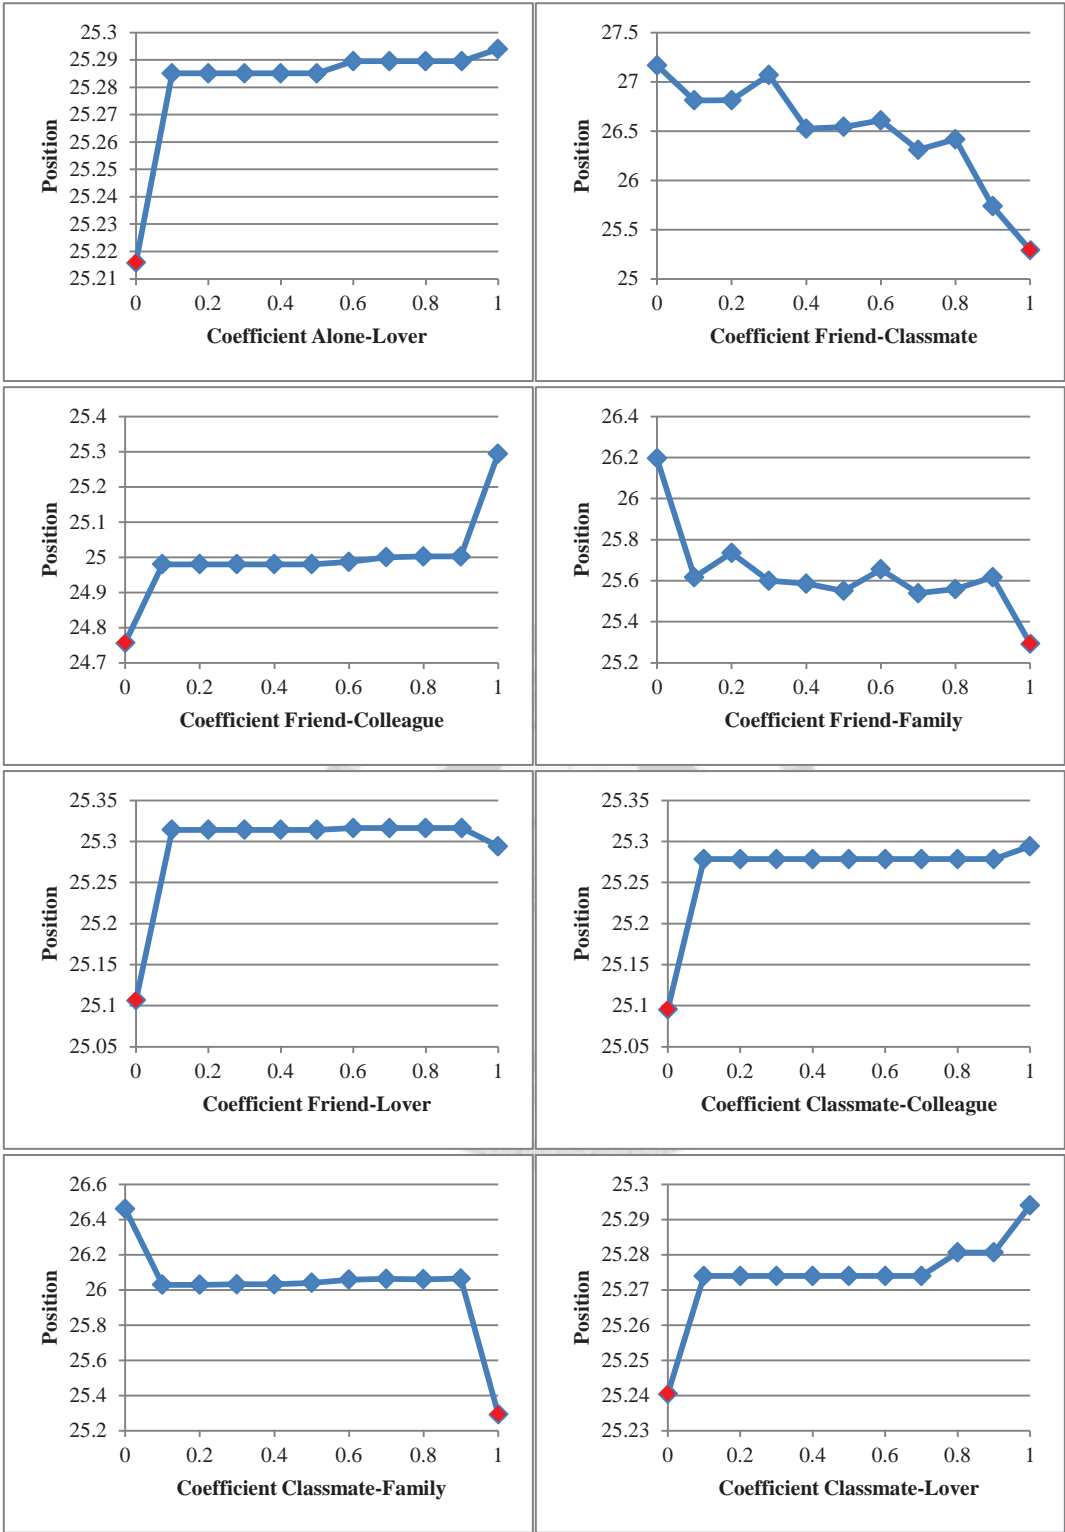 25.3
25.29
25.28
25.27
25.26
25.25
25.24
25.23
25.22
25.21
Position
0 0.2 0.4 0.6 0.8 1
Coefficient Alone-Lover
27.5
27
26.5
26
25.5
25
Position
0 0.2 0.4 0.6 0.8 1
Coefficient Friend-Classmate
25.4
25.3
25.2
25.1
25
24.9
24.8
24.7
Position
0 0.2 0.4 0.6 0.8 1
Coefficient Friend-Colleague
26.4
26.2
26
25.8
25.6
25.4
25.2
Position
0 0.2 0.4 0.6 0.8 1
Coefficient Friend-Family
25.35
25.3
25.25
25.2
25.15
25.1
25.05
Position
0 0.2 0.4 0.6 0.8 1
Coefficient Friend-Lover
25.35
25.3
25.25
25.2
25.15
25.1
25.05
Position
0 0.2 0.4 0.6 0.8 1
Coefficient Classmate-Colleague
26.6
26.4
26.2
26
25.8
25.6
25.4
25.2
Position
0 0.2 0.4 0.6 0.8 1
Coefficient Classmate-Family
25.3
25.29
25.28
25.27
25.26
25.25
25.24
25.23
Position
0 0.2 0.4 0.6 0.8 1
Coefficient Classmate-Lover